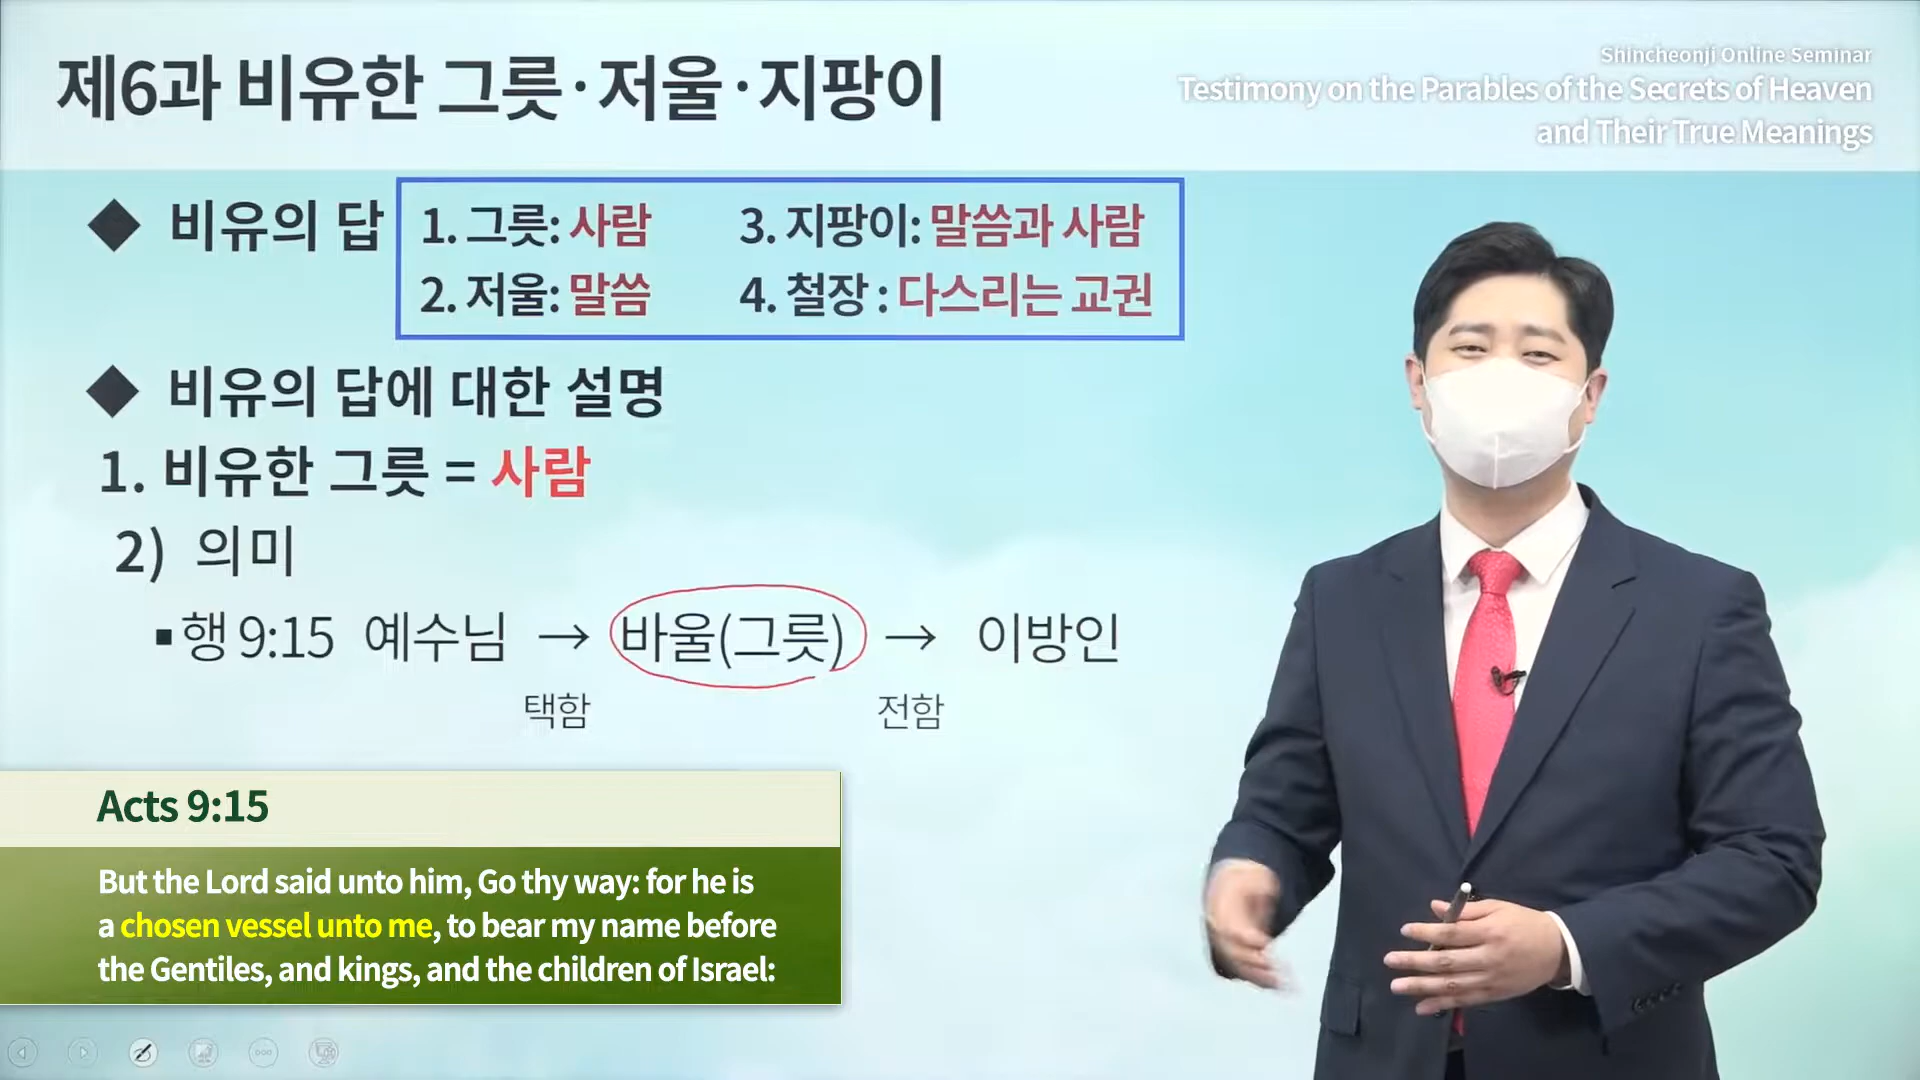 제6과 비유한 그릇·저울·지팡이
Shincheonji Online Seminar
Testimony on the Parables of the Secrets of Heaven
and Their True Meanings
◆ 비유의 답
1. 그릇: 사람 3. 지팡이: 말씀과 사람
2. 저울: 말씀 4. 철장 : 다스리는 교권
◆ 비유의 답에 대한 설명
1. 비유한 그릇 = 사람
2) 의미
▪행 9:15 예수님 → 바울(그릇) → 이방인
택함 전함
Acts 9:15
But the Lord said unto him, Go thy way: for he is
a chosen vessel unto me, to bear my name before
the Gentiles, and kings, and the children of Israel: